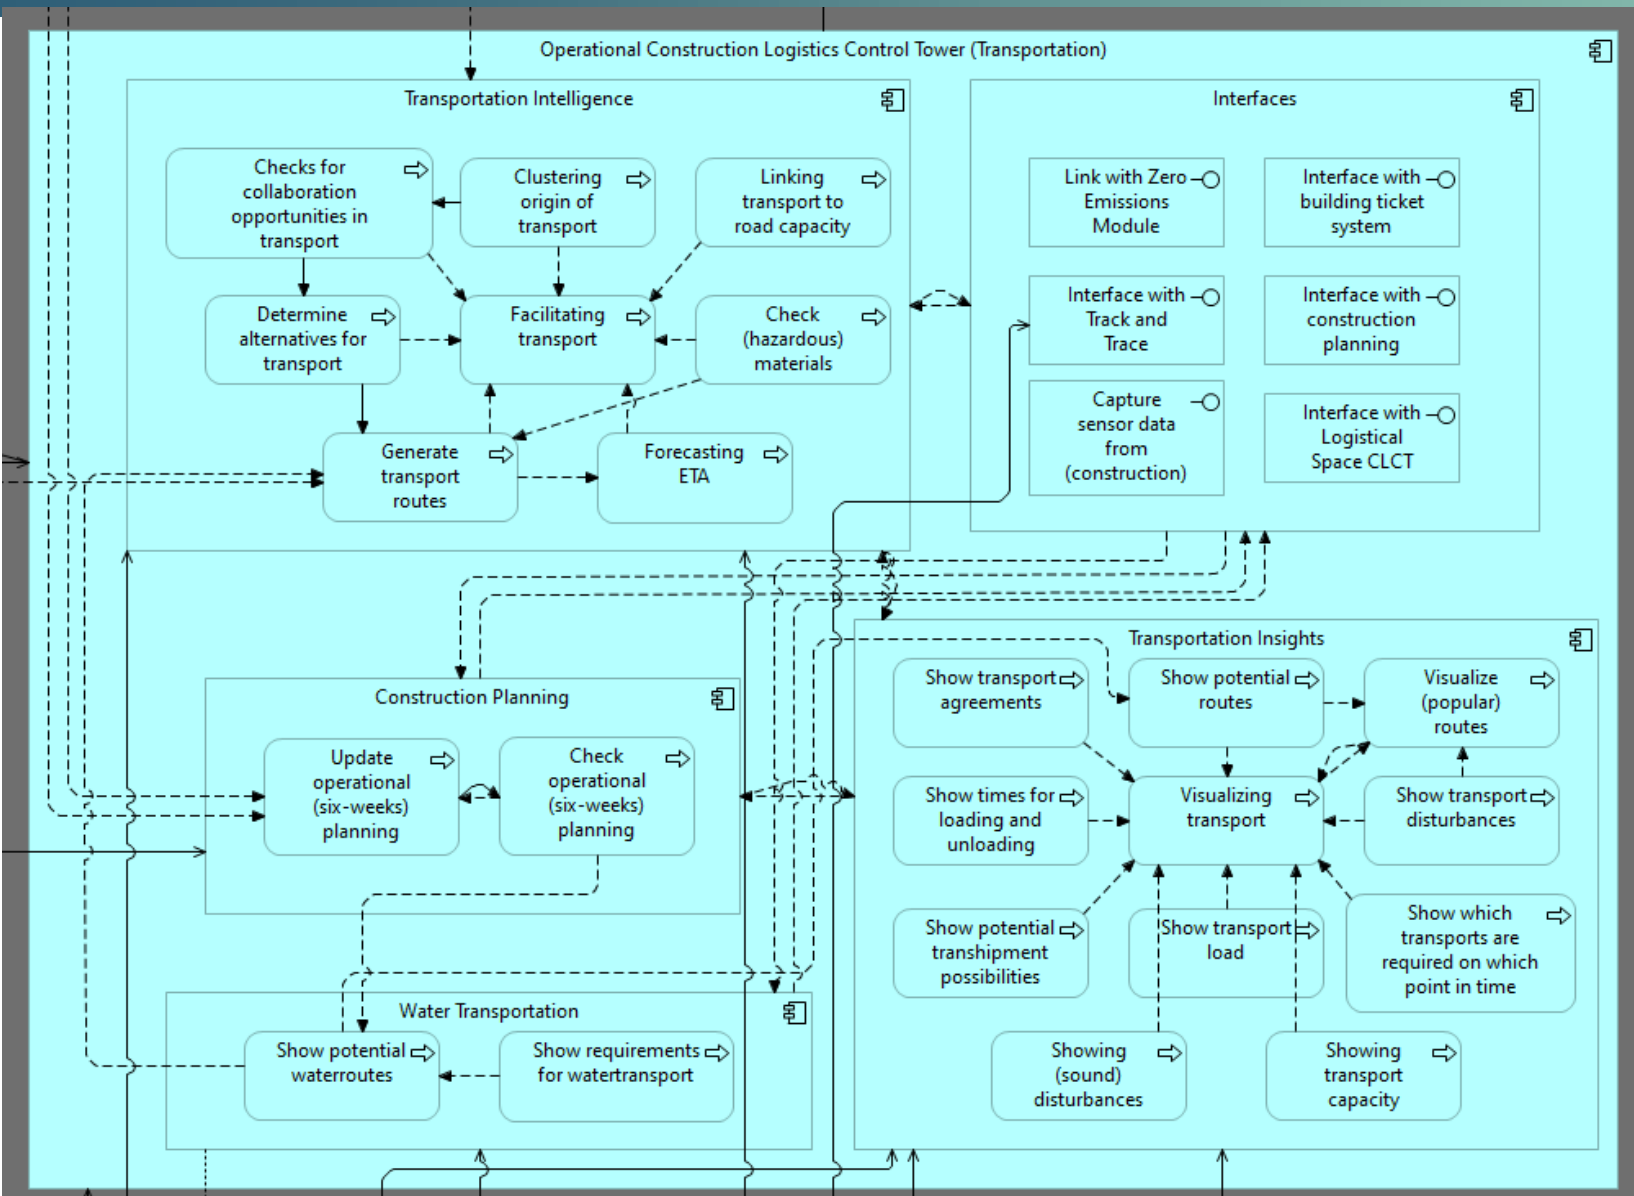 Operational Construction Logistics Control Tower (Transportation)
Transportation Intelligence
Checks for
collaboration
opportunities in
transport
Clustering
origin of
transport
Linking
transport to
road capacity
Determine
alternatives for
transport
Facilitating
transport
Check
(hazardous)
materials
Generate
transport
routes
Forecasting
ETA
Interfaces
Link with Zero
Emissions
Module
Interface with
building ticket
system
Interface with
Track and
Trace
Interface with
construction
planning
Capture
sensor data
from
(construction)
Interface with
Logistical
Space CLCT
Construction Planning
Update
operational
(six-weeks)
planning
Check
operational
(six-weeks)
planning
Water Transportation
Show potential
waterroutes
Show requirements
for watertransport
Transportation Insights
Show transport
agreements
Show potential
routes
Visualize
(popular)
routes
Show times for
loading and
unloading
Visualizing
transport
Show transport
disturbances
Show potential
transhipment
possibilities
Show transport
load
Show which
transports are
required on which
point in time
Showing
(sound)
disturbances
Showing
transport
capacity